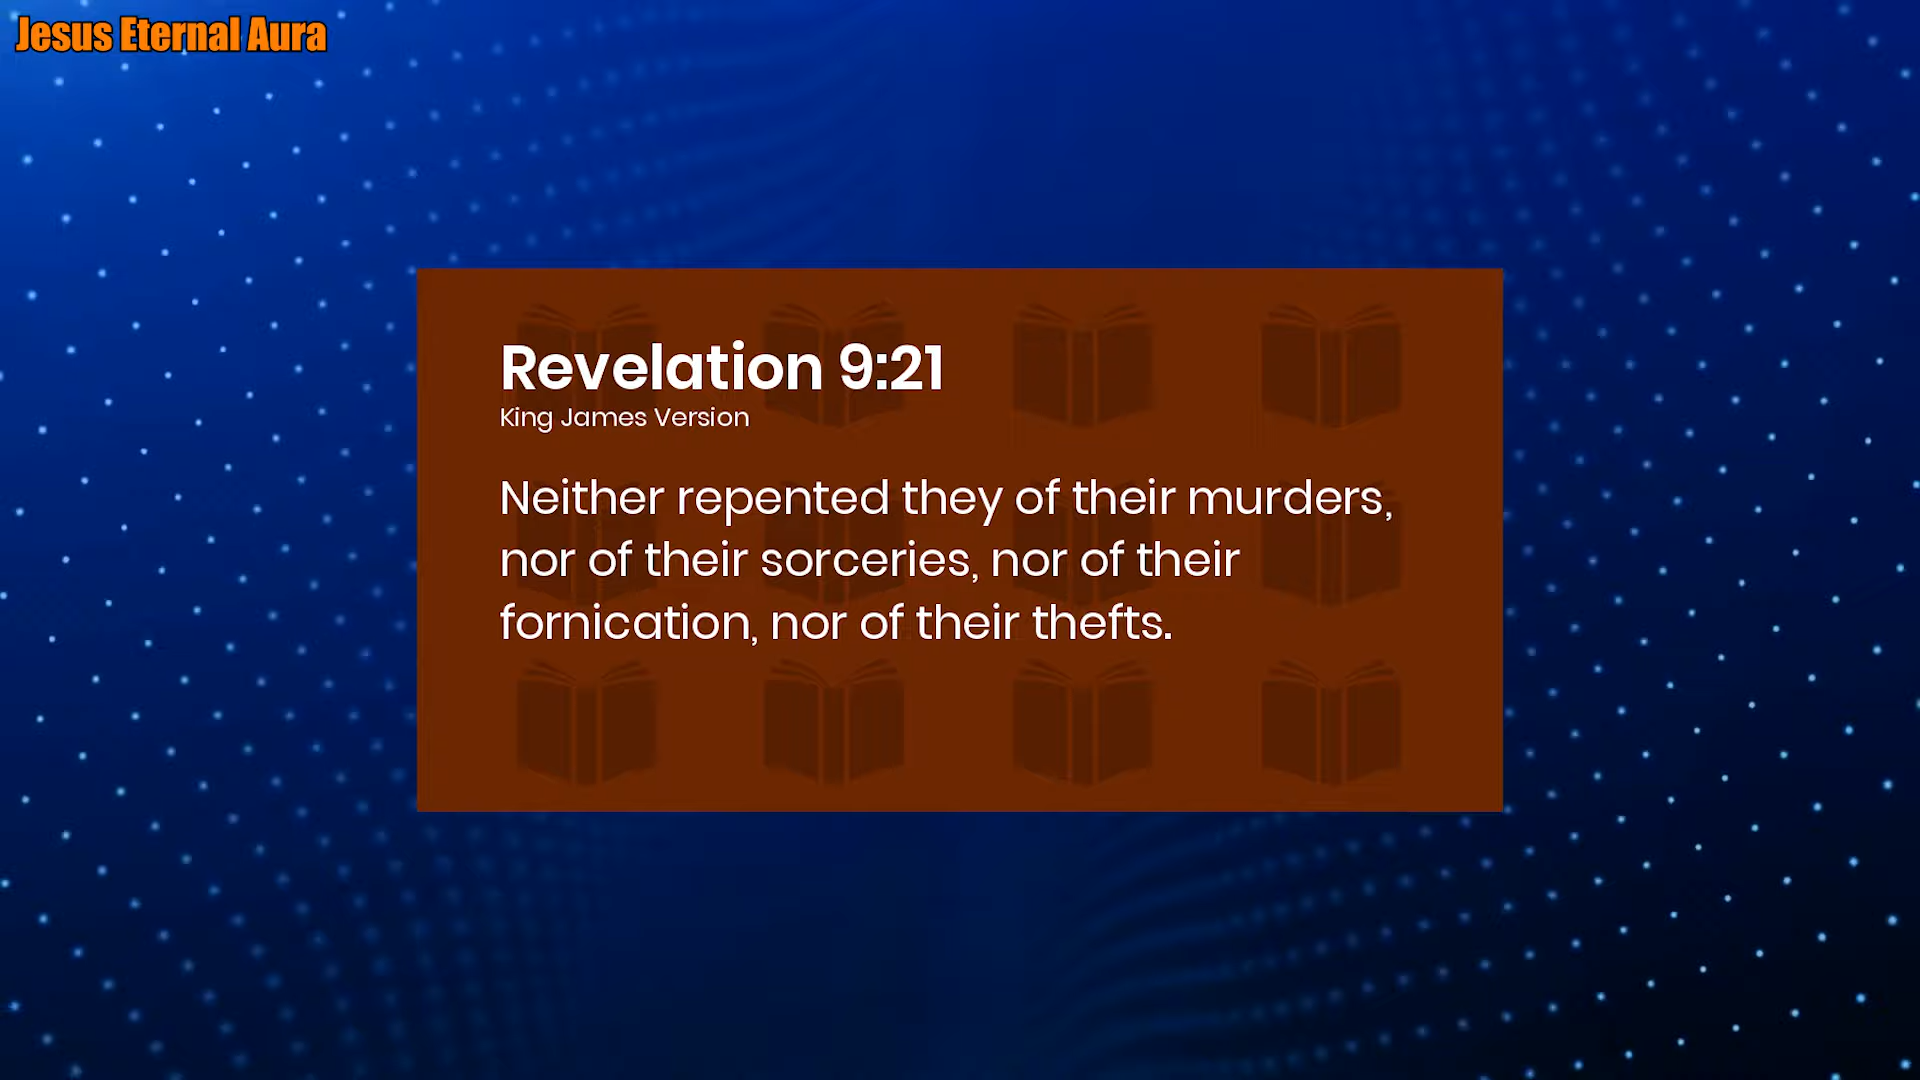 Jesus Eternal Aura
Revelation 9:21
King James Version
Neither repented they of their murders,
nor of their sorceries, nor of their
fornication, nor of their thefts.